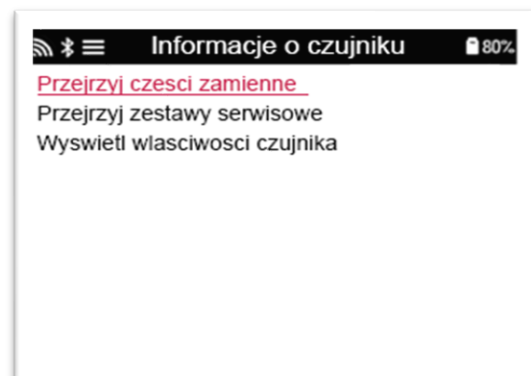 Informacje o czujniku 80%
Przejrzyj czesci zamienne
Przejrzyj zestawy serwisowe
Wyswietl wlasciwosci czujnika